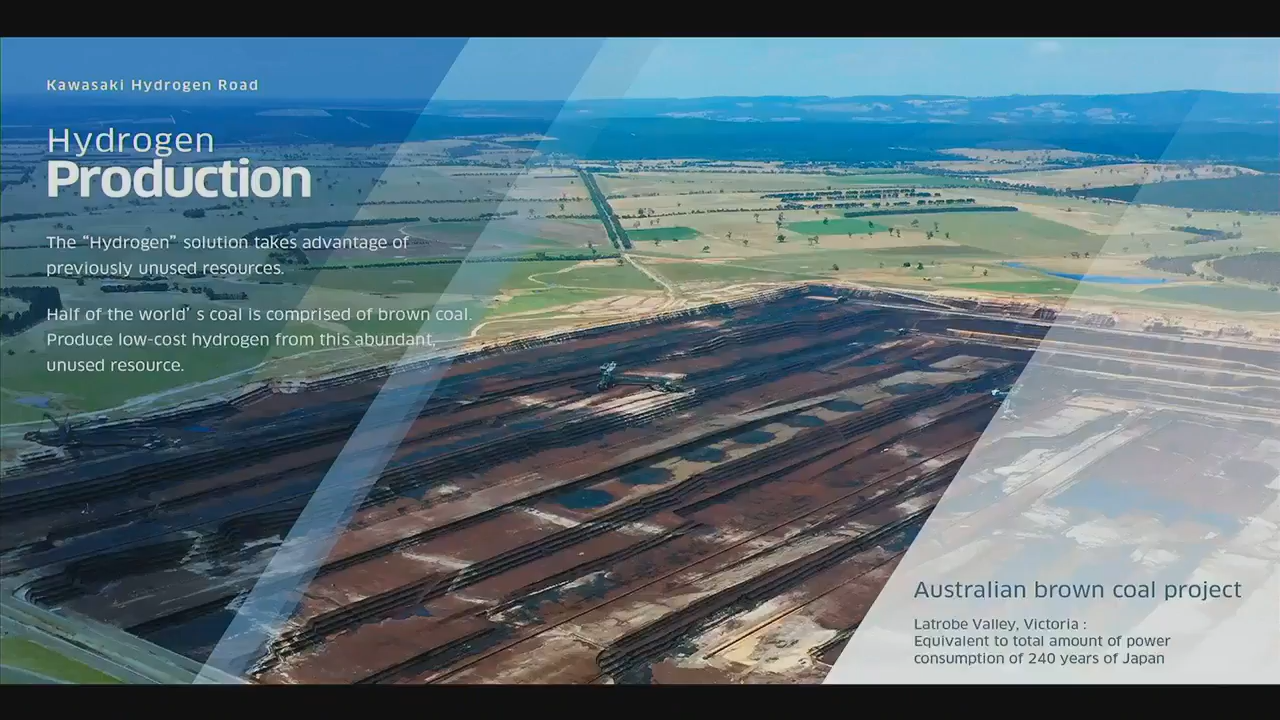 Kawasaki Hydrogen Road
Hydrogen
Production
The “Hydrogen” solution takes advantage of
previously unused resources.
Half of the world’ s coal is comprised of brown coal.
Produce low-cost hydrogen from this abundant,
unused resource.
Australian brown coal project
Latrobe Valley, Victoria :
Equivalent to total amount of power
consumption of 240 years of Japan